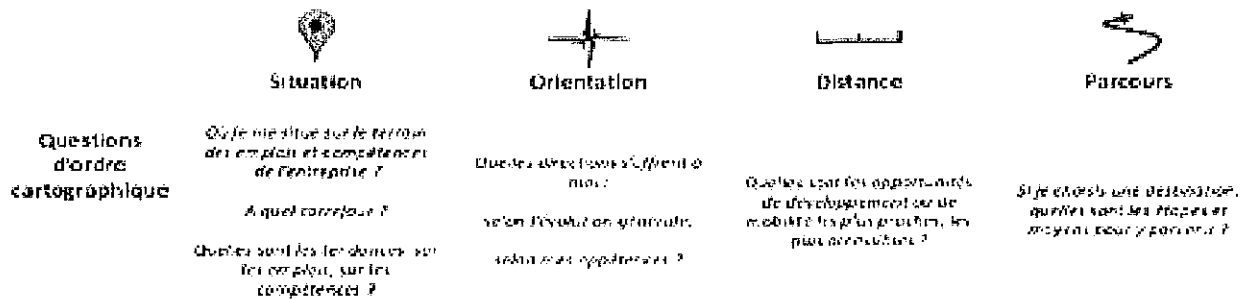 Situation
Orientation
Distance
Parcours
Questions
d'ordre
cartographique
Où je me situe sur le terrain
des emplois et compétences
de l'entreprise ?
A quel carrefour ?
Quelles sont les tendances sur
les emplois, sur les
compétences ?
Quelles directions s'offrent à
moi :
selon l'évolution générale,
selon mes appétences ?
Quelles sont les opportunités
de développement ou de
mobilité les plus proches, les
plus accessibles ?
Si je choisis une destination,
quelles sont les étapes et
moyens pour y parvenir ?